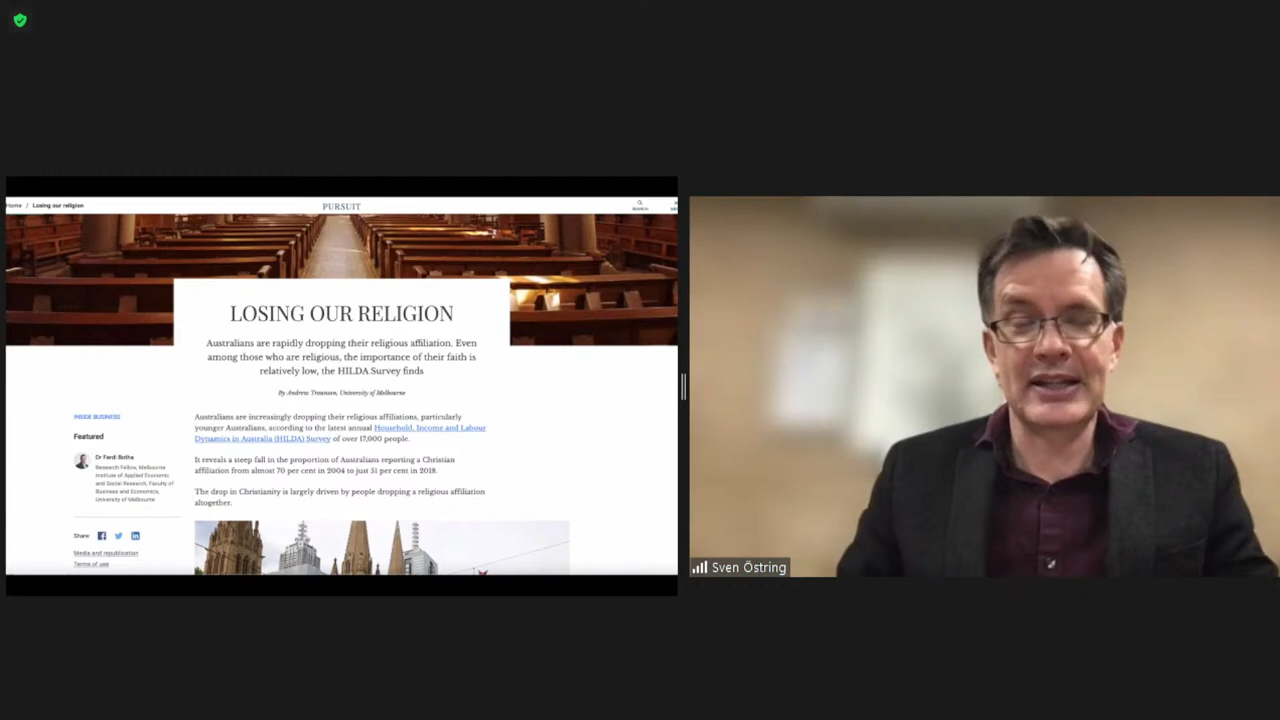 Home / Losing our religion
PURSUIT
SEARCH
LOSING OUR RELIGION
Australians are rapidly dropping their religious affiliation. Even
among those who are religious, the importance of their faith is
relatively low, the HILDA Survey finds
By Andrew Trounson, University of Melbourne
INSIDE BUSINESS
Featured
Dr Ferdi Botha
Research Fellow, Melbourne
Institute of Applied Economic
and Social Research, Faculty of
Business and Economics,
University of Melbourne
Share:
Media and republication
Terms of use
Australians are increasingly dropping their religious affiliations, particularly
younger Australians, according to the latest annual Household, Income and Labour
Dynamics in Australia (HILDA) Survey of over 17,000 people.
It reveals a steep fall in the proportion of Australians reporting a Christian
affiliation from almost 70 per cent in 2004 to just 51 per cent in 2018.
The drop in Christianity is largely driven by people dropping a religious affiliation
altogether.
Sven Östring